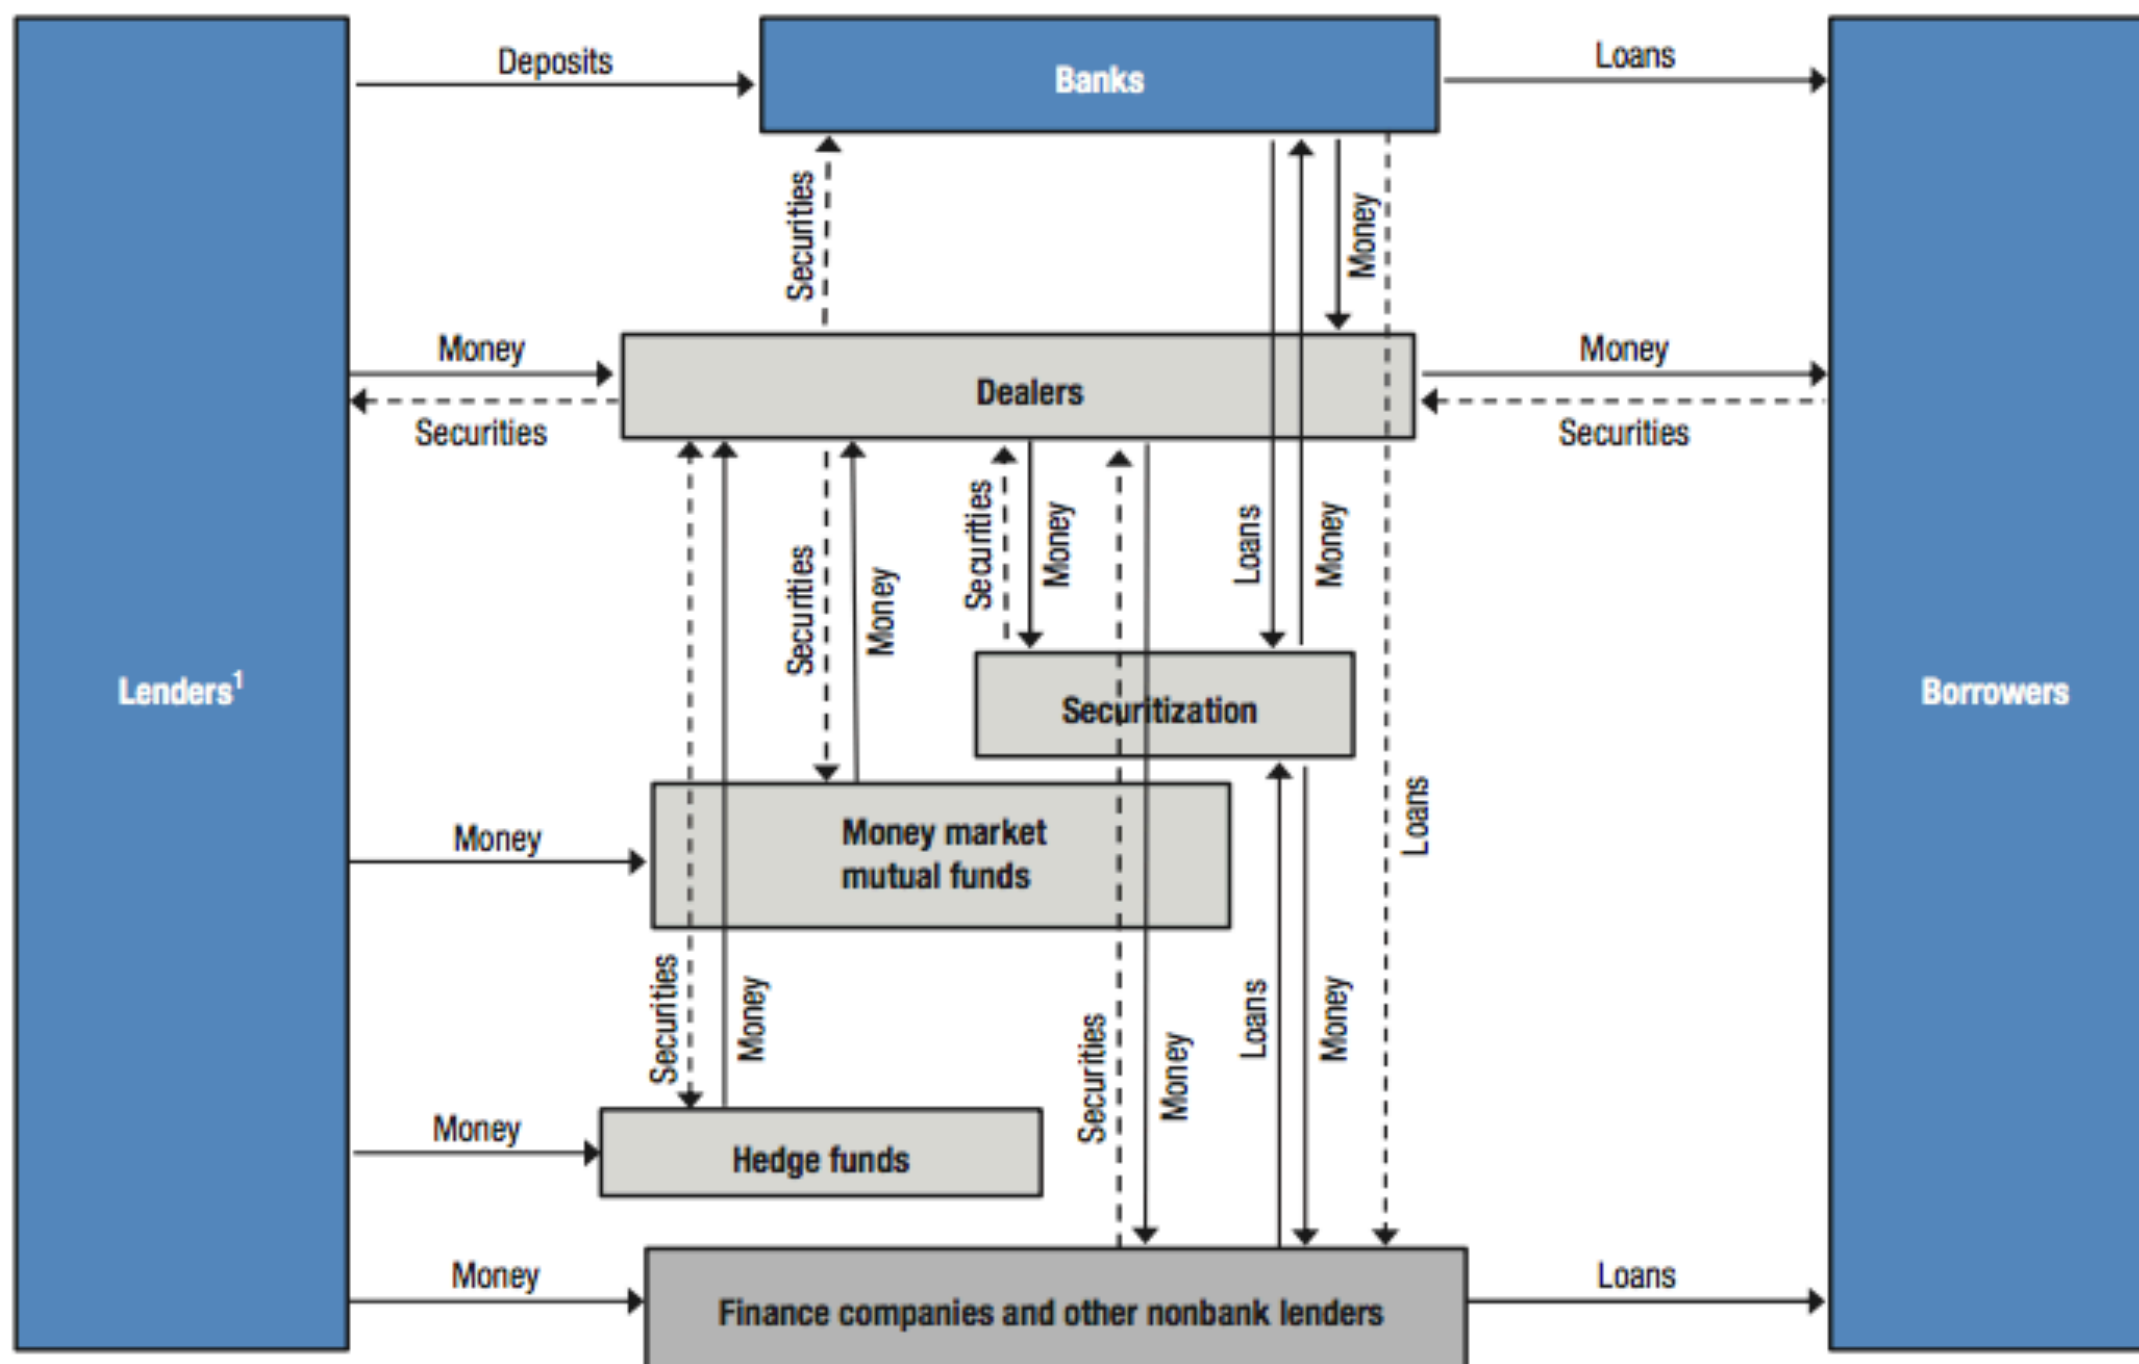 Deposits
Banks
Loans
Securities
Money
Money
Securities
Dealers
Money
Securities
Securities
Money
Securities
Money
Loans
Money
Lenders¹
Securitization
Borrowers
Money
Money market
mutual funds
Loans
Securities
Money
Securities
Money
Loans
Money
Money
Hedge funds
Money
Finance companies and other nonbank lenders
Loans